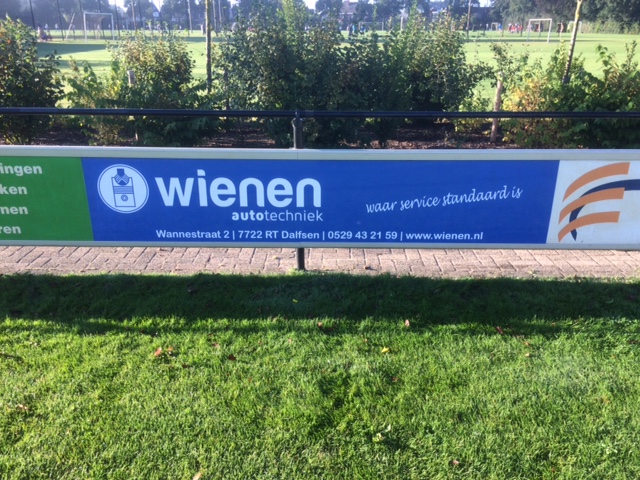 ingen
ken
men
ren
wienen
autotechniek
waar service standaard is
Wannestraat 2 | 7722 RT Dalfsen | 0529 43 21 59 | www.wienen.nl